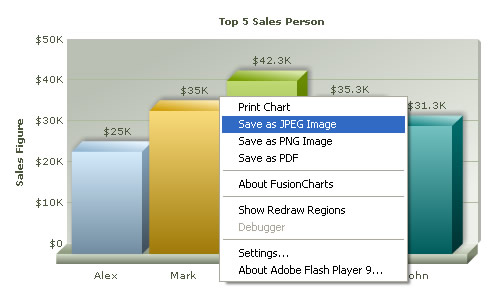 Top 5 Sales Person
$50K
$40K
$30K
$20K
$10K
$0
Sales Figure
$25K
$35K
$42.3K
$35.3K
$31.3K
Print Chart
Save as JPEG Image
Save as PNG Image
Save as PDF
About FusionCharts
Show Redraw Regions
Debugger
Settings...
About Adobe Flash Player 9...
Alex
Mark